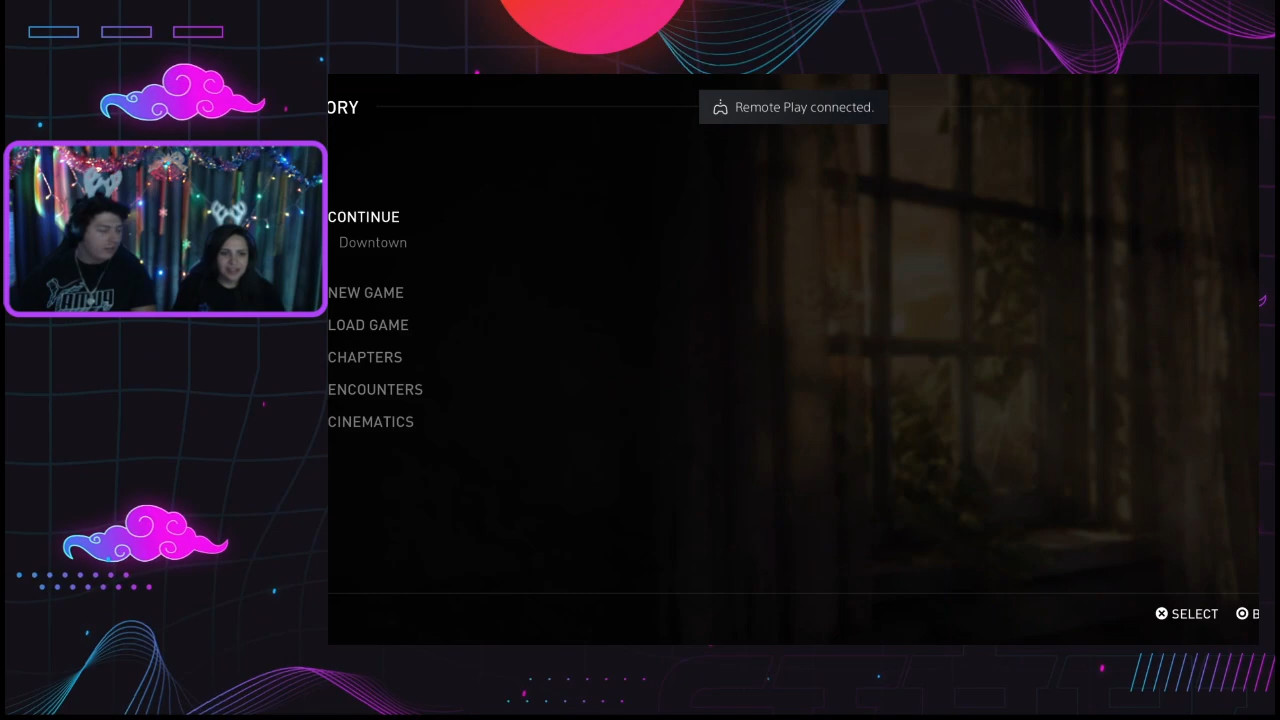 ORY
Remote Play connected.
CONTINUE
Downtown
NEW GAME
LOAD GAME
CHAPTERS
ENCOUNTERS
CINEMATICS
SELECT B